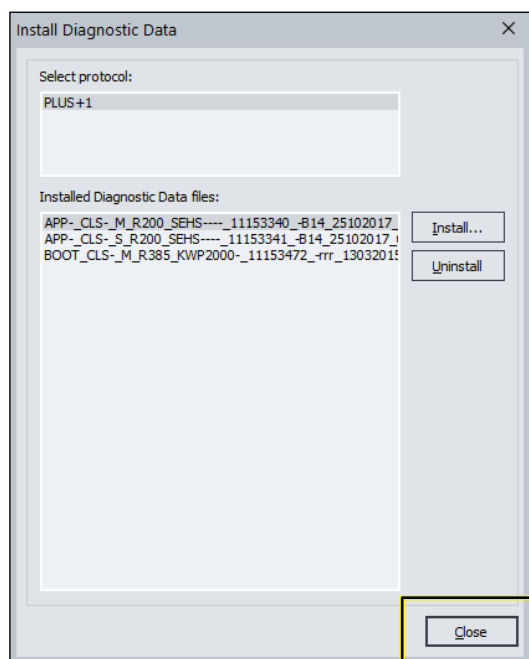 Install Diagnostic Data
Select protocol:
PLUS+1
Installed Diagnostic Data files:
APP-_CLS-_M_R200_SEHS----_11153340_-B14_25102017_
Install...
APP-_CLS-_S_R200_SEHS----_11153341_-B14_25102017_
BOOT_CLS-_M_R385_KWP2000-_11153472_-rrr_13032015
Uninstall
Close